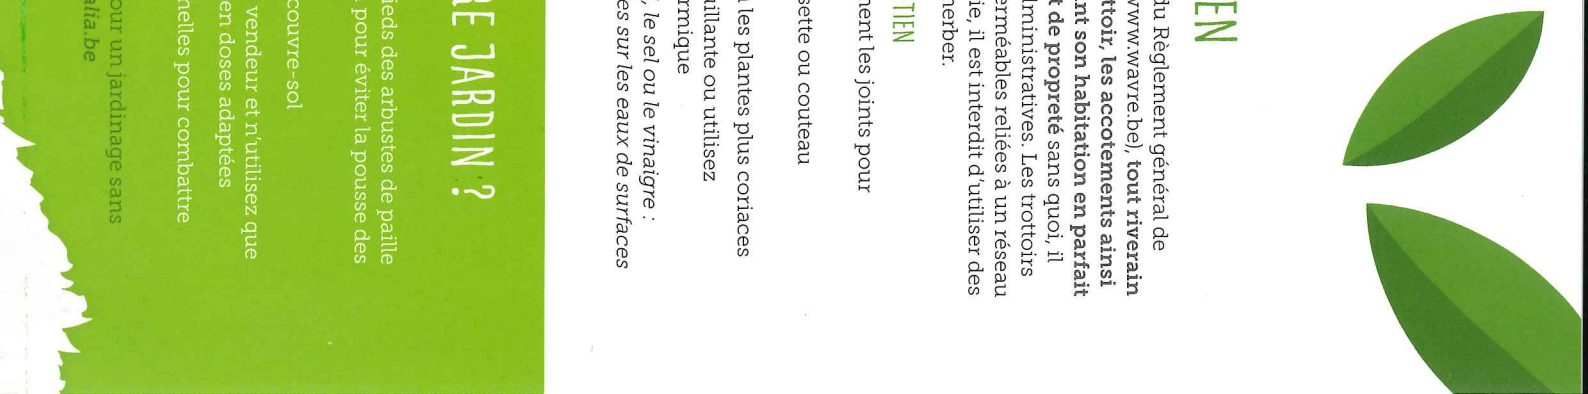 EN
du Règlement général de
www.wavre.be), tout riverain
ttoir, les accotements ainsi
nt son habitation en parfait
t de propreté sans quoi, il
dministratives. Les trottoirs
erméables reliées à un réseau
ie, il est interdit d'utiliser des
herber.
TIEN
nent les joints pour
sette ou couteau
les plantes plus coriaces
uillante ou utilisez
rmique
, le sel ou le vinaigre :
es sur les eaux de surfaces
RE JARDIN ?
ieds des arbustes de paille
pour éviter la pousse des
couvre-sol
vendeur et n'utilisez que
en doses adaptées
nelles pour combattre
our un jardinage sans
alia.be